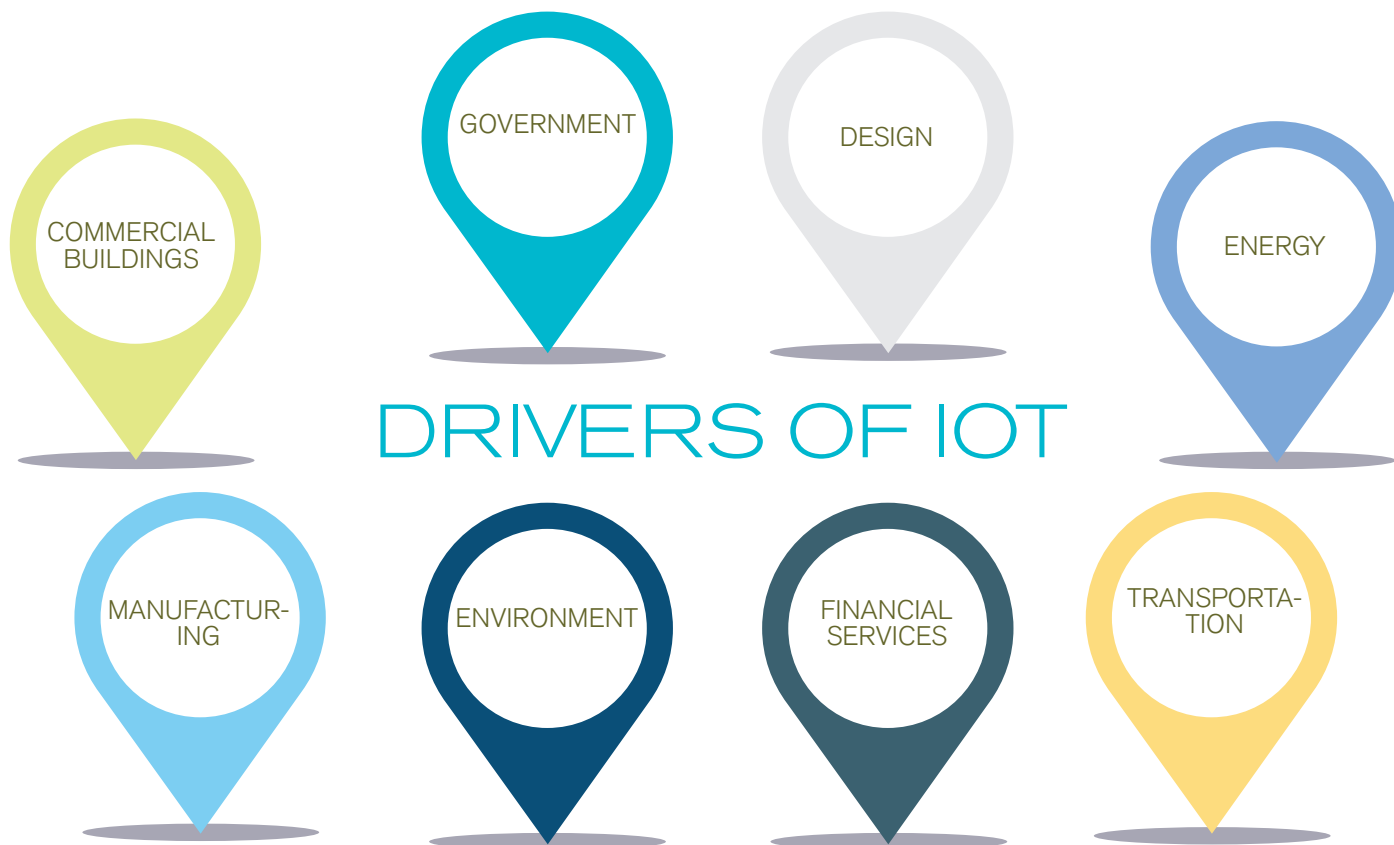 GOVERNMENT
DESIGN
COMMERCIAL
BUILDINGS
ENERGY
DRIVERS OF IOT
MANUFACTUR-
ING
ENVIRONMENT
FINANCIAL
SERVICES
TRANSPORTA-
TION